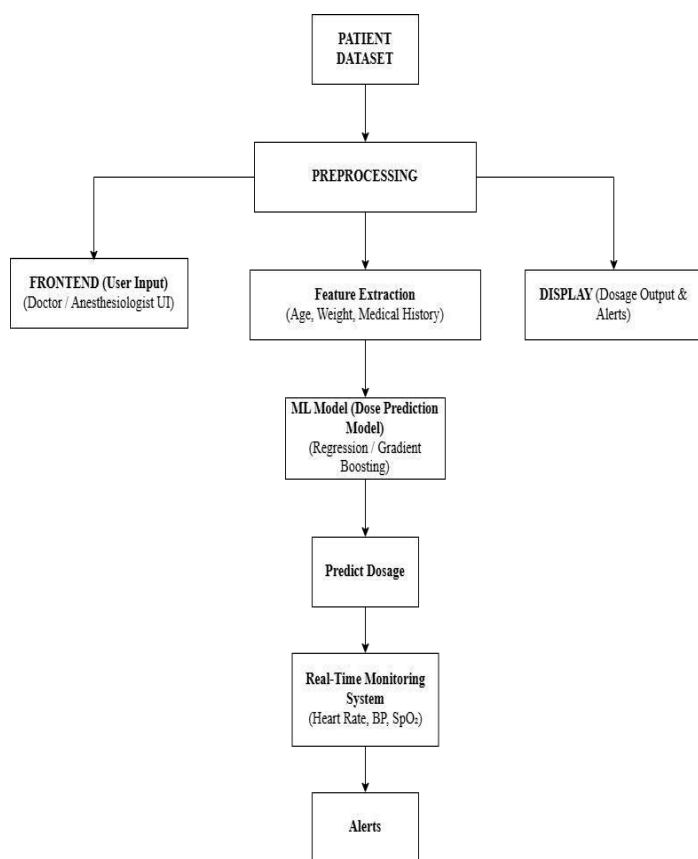 PATIENT
DATASET
PREPROCESSING
FRONTEND (User Input)
(Doctor / Anesthesiologist UI)
Feature Extraction
(Age, Weight, Medical History)
DISPLAY (Dosage Output &
Alerts)
ML Model (Dose Prediction
Model)
(Regression / Gradient
Boosting)
Predict Dosage
Real-Time Monitoring
System
(Heart Rate, BP, SpO₂)
Alerts